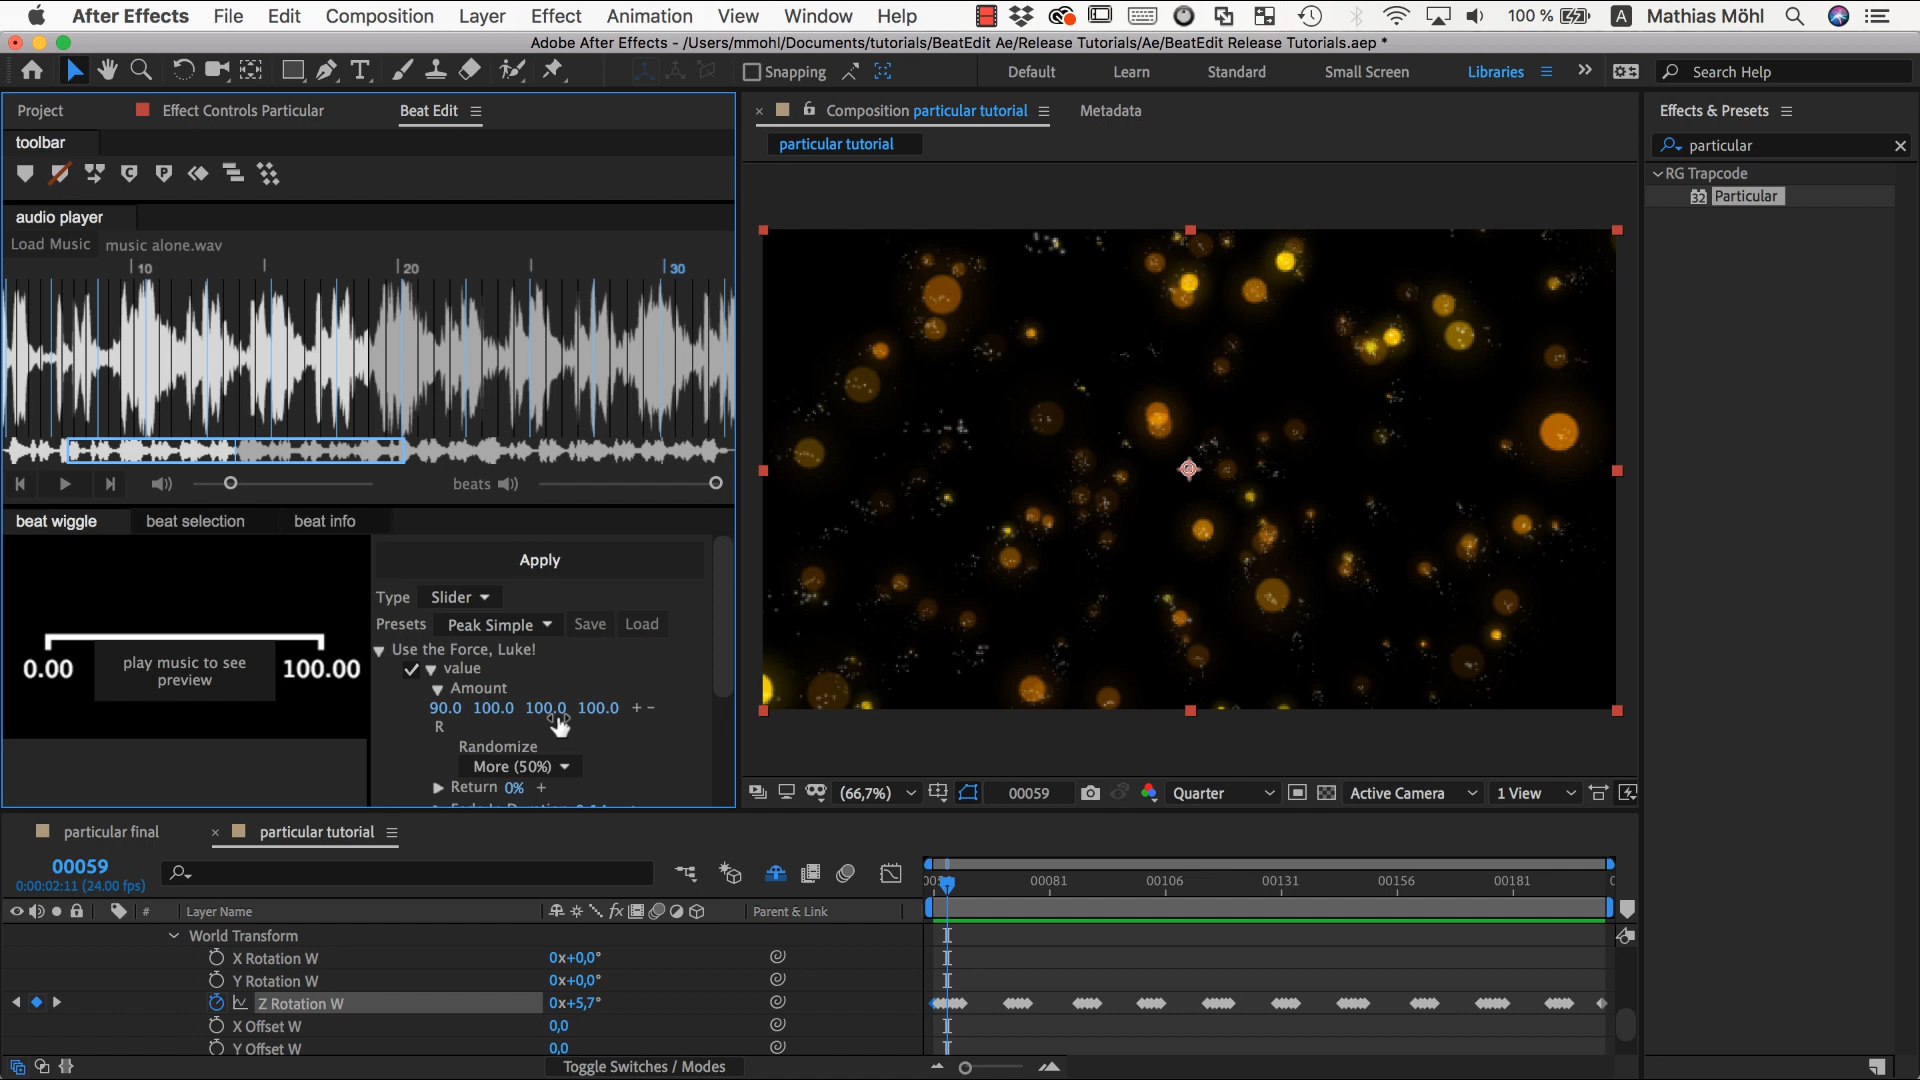 After Effects File Edit Composition Layer Effect Animation View Window Help 100 % A Mathias Möhl
Adobe After Effects - /Users/mmohl/Documents/tutorials/BeatEdit Ae/Release Tutorials/Ae/BeatEdit Release Tutorials.aep *
Snapping Default Learn Standard Small Screen Libraries Search Help
Project Effect Controls Particular Beat Edit
Composition particular tutorial Metadata
Effects & Presets
toolbar
particular tutorial
particular
RG Trapcode
32 Particular
audio player
Load Music music alone.wav
10 20 30
beats
beat wiggle beat selection beat info
Apply
Type Slider
Presets Peak Simple Save Load
Use the Force, Luke!
value
Amount
90.0 100.0 100.0 100.0 + -
R
Randomize
More (50%)
Return 0% +
0.00 play music to see preview 100.00
(66,7%) 00059 Quarter Active Camera 1 View
particular final particular tutorial
00059
0:00:02:11 (24.00 fps)
00081 00106 00131 00156 00181
# Layer Name fx Parent & Link
World Transform
X Rotation W 0x+0,0°
Y Rotation W 0x+0,0°
Z Rotation W 0x+5,7°
X Offset W 0,0
Y Offset W 0,0
Toggle Switches / Modes